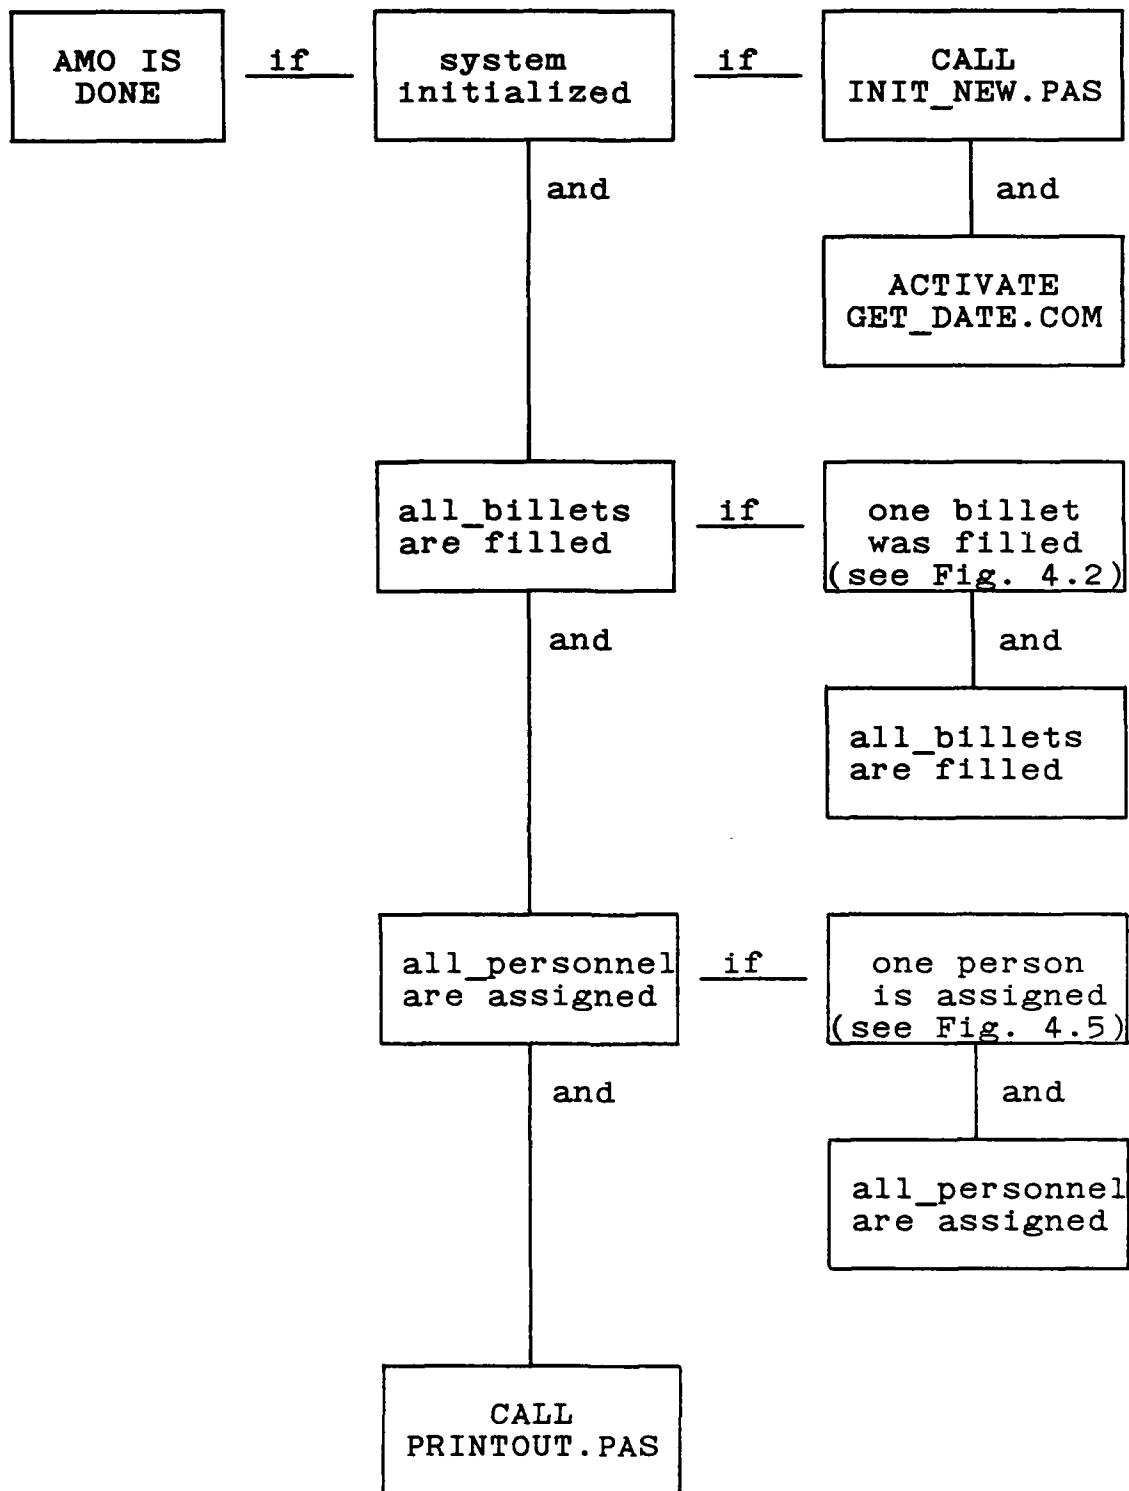 AMO IS
DONE
if
system
initialized
if
CALL
INIT_NEW.PAS
and
and
ACTIVATE
GET_DATE.COM
all_billets
are filled
if
one billet
was filled
(see Fig. 4.2)
and
and
all_billets
are filled
all_personnel
are assigned
if
one person
is assigned
(see Fig. 4.5)
and
and
all_personnel
are assigned
CALL
PRINTOUT.PAS